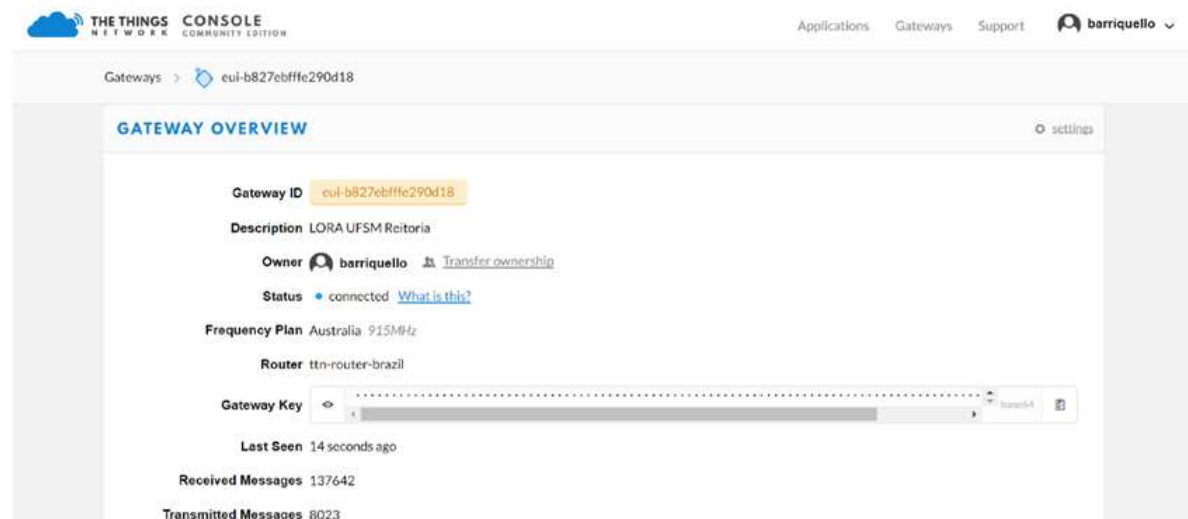 THE THINGS NETWORK CONSOLE COMMUNITY EDITION
Applications Gateways Support barriquello
Gateways > eui-b827ebfffe290d18
GATEWAY OVERVIEW settings
Gateway ID eui-b827ebfffe290d18
Description LORA UFSM Reitoria
Owner barriquello Transfer ownership
Status • connected What is this?
Frequency Plan Australia 915MHz
Router ttn-router-brazil
Gateway Key base64
Last Seen 14 seconds ago
Received Messages 137642
Transmitted Messages 8023